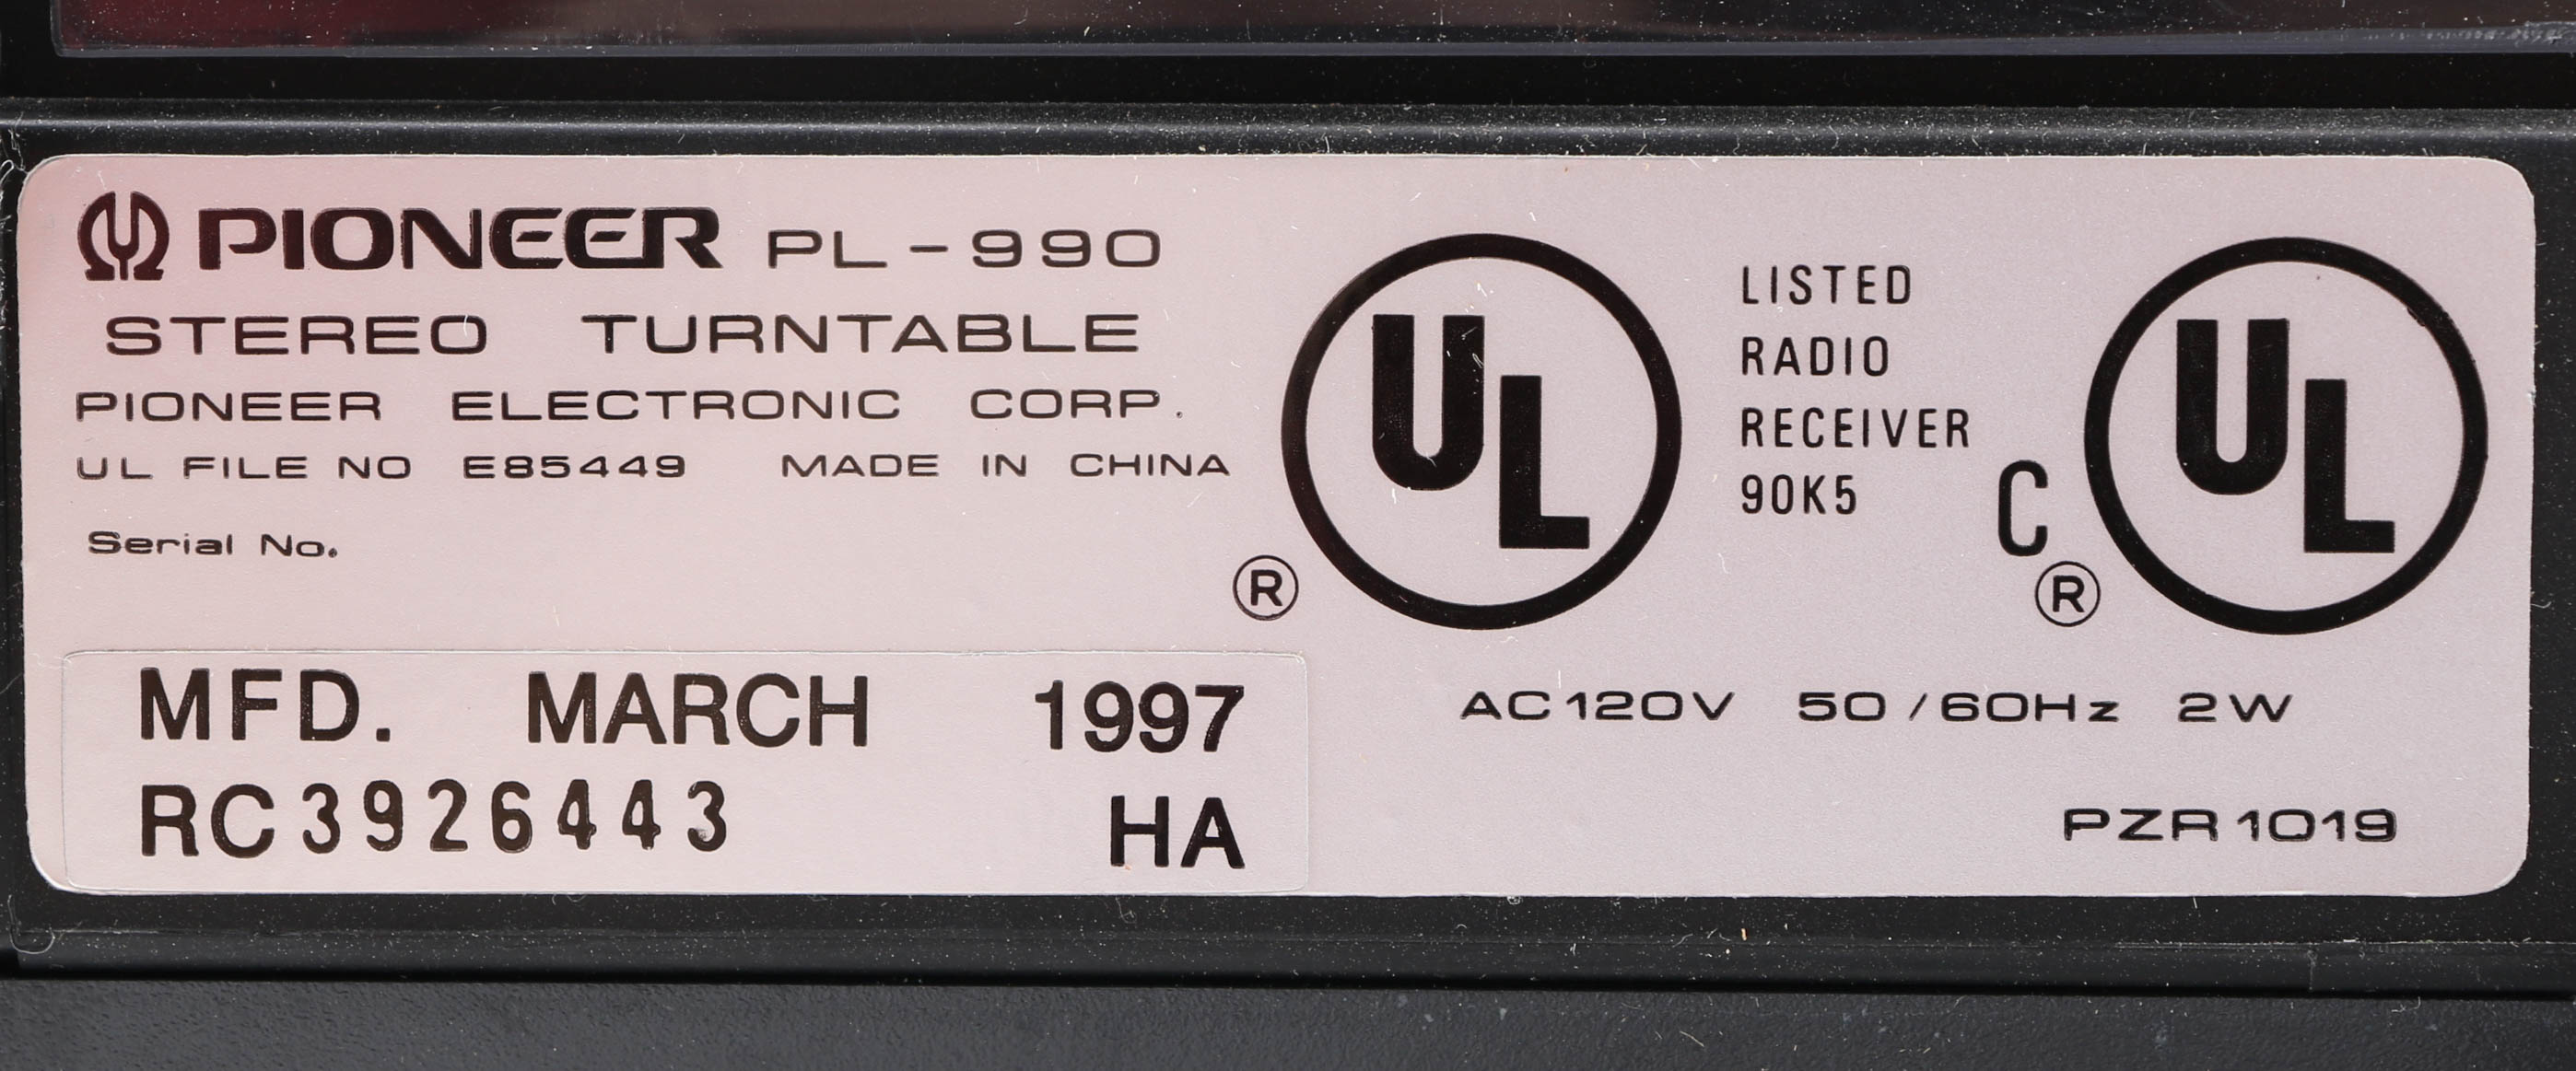 PIONEER PL-990
STEREO TURNTABLE
PIONEER ELECTRONIC CORP.
UL FILE NO E85449 MADE IN CHINA
Serial No.
MFD. MARCH 1997
RC3926443 HA
UL
®
LISTED
RADIO
RECEIVER
90K5
C UL
®
AC120V 50/60Hz 2W
PZR1019